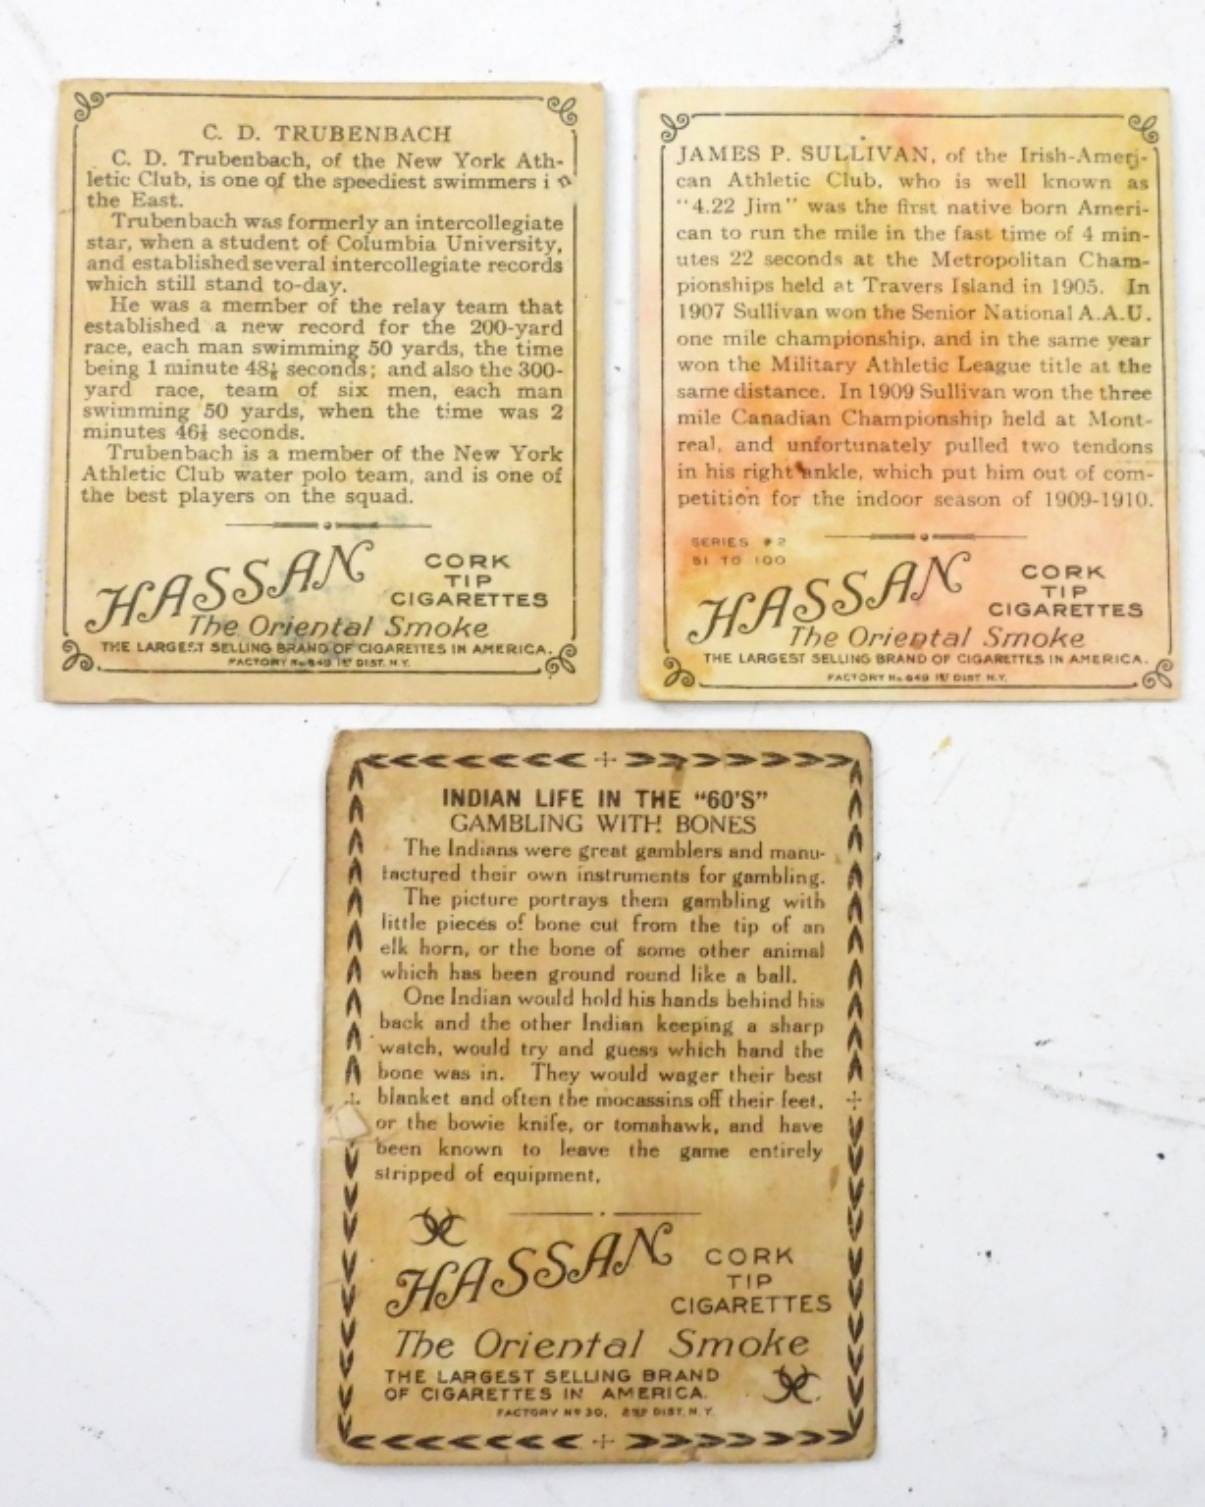 C. D. TRUBENBACH
C. D. Trubenbach, of the New York Ath-
letic Club, is one of the speediest swimmers i n
the East.
Trubenbach was formerly an intercollegiate
star, when a student of Columbia University,
and established several intercollegiate records
which still stand to-day.
He was a member of the relay team that
established a new record for the 200-yard
race, each man swimming 50 yards, the time
being 1 minute 48 seconds; and also the 300-
yard race, team of six men, each man
swimming 50 yards, when the time was 2
minutes 46 seconds.
Trubenbach is a member of the New York
Athletic Club water polo team, and is one of
the best players on the squad.
HASSAN
CORK
TIP
CIGARETTES
The Oriental Smoke
THE LARGEST SELLING BRAND OF CIGARETTES IN AMERICA.
FACTORY No. 649 1ST DIST. N.Y.
JAMES P. SULLIVAN, of the Irish-Ameri-
can Athletic Club, who is well known as
"4.22 Jim" was the first native born Ameri-
can to run the mile in the fast time of 4 min-
utes 22 seconds at the Metropolitan Cham-
pionships held at Travers Island in 1905. In
1907 Sullivan won the Senior National A.A.U.
one mile championship, and in the same year
won the Military Athletic League title at the
same distance. In 1909 Sullivan won the three
mile Canadian Championship held at Mont-
real, and unfortunately pulled two tendons
in his right ankle, which put him out of com-
petition for the indoor season of 1909-1910.
SERIES #2
51 TO 100
HASSAN
CORK
TIP
CIGARETTES
The Oriental Smoke
THE LARGEST SELLING BRAND OF CIGARETTES IN AMERICA.
FACTORY No. 649 1ST DIST. N.Y.
INDIAN LIFE IN THE "60'S"
GAMBLING WITH BONES
The Indians were great gamblers and manu-
factured their own instruments for gambling.
The picture portrays them gambling with
little pieces of bone cut from the tip of an
elk horn, or the bone of some other animal
which has been ground round like a ball.
One Indian would hold his hands behind his
back and the other Indian keeping a sharp
watch, would try and guess which hand the
bone was in. They would wager their best
blanket and often the mocassins off their feet,
or the bowie knife, or tomahawk, and have
been known to leave the game entirely
stripped of equipment.
HASSAN
CORK
TIP
CIGARETTES
The Oriental Smoke
THE LARGEST SELLING BRAND
OF CIGARETTES IN AMERICA.
FACTORY No 30, 2ND DIST. N.Y.